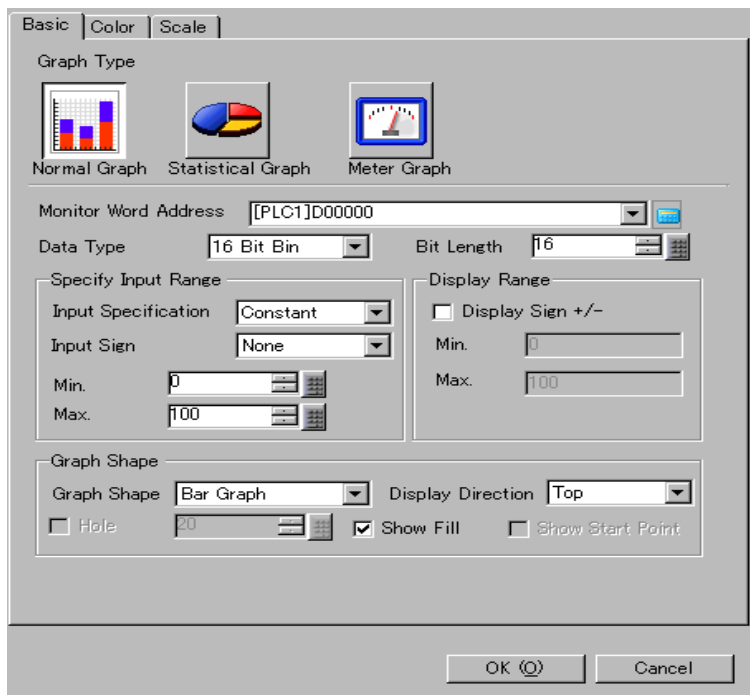 Basic Color Scale
Graph Type
Normal Graph Statistical Graph Meter Graph
Monitor Word Address [PLC1]D00000
Data Type 16 Bit Bin Bit Length 16
Specify Input Range Display Range
Input Specification Constant Display Sign +/-
Input Sign None Min. 0
Min. 0 Max. 100
Max. 100
Graph Shape
Graph Shape Bar Graph Display Direction Top
Hole 20 Show Fill Show Start Point
OK (O) Cancel